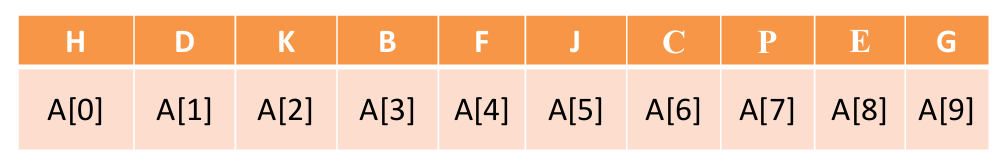 H D K B F J C P E G
A[0] A[1] A[2] A[3] A[4] A[5] A[6] A[7] A[8] A[9]